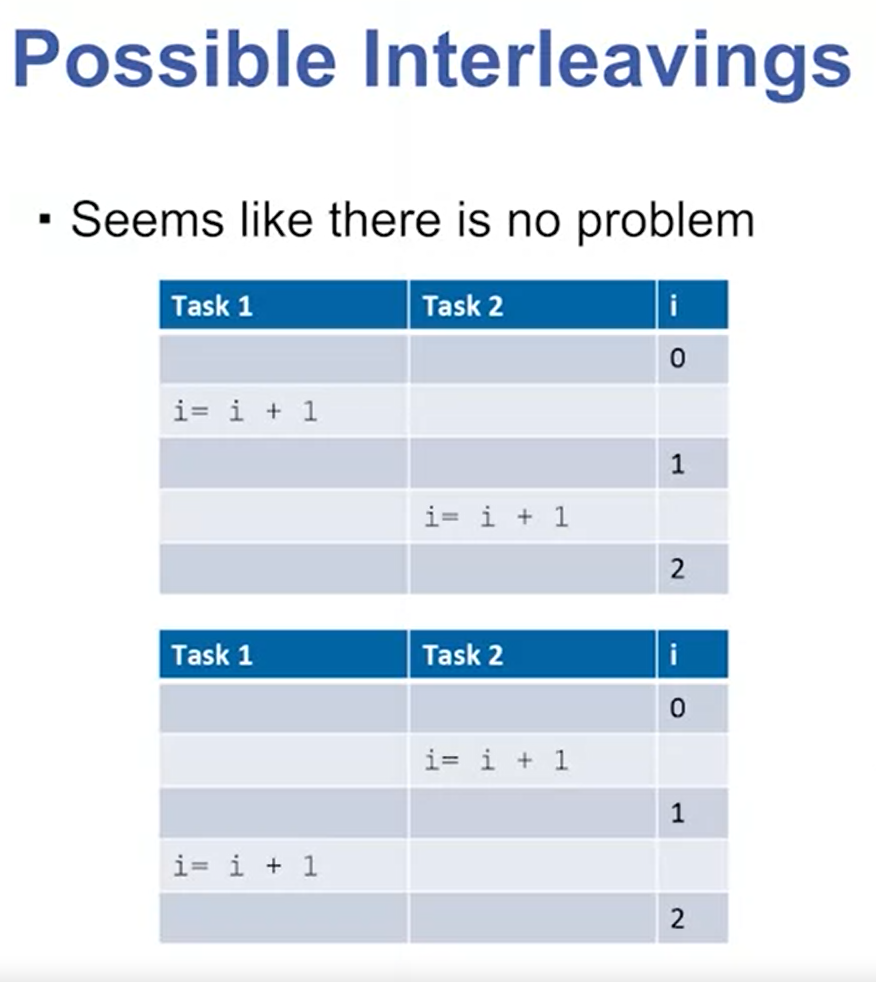 Possible Interleavings
▪ Seems like there is no problem
Task 1 Task 2 i
0
i= i + 1
1
i= i + 1
2
Task 1 Task 2 i
0
i= i + 1
1
i= i + 1
2